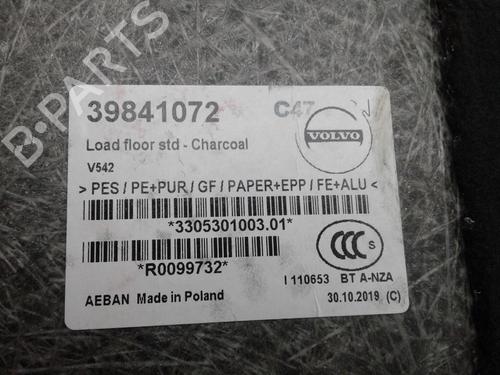 B-PARTS
39841072 C47
VOLVO
Load floor std - Charcoal
V542
> PES / PE+PUR / GF / PAPER+EPP / FE+ALU <
*3305301003.01*
CCC S
*R0099732*
I 110653 BT A-NZA
AEBAN Made in Poland 30.10.2019 (C)